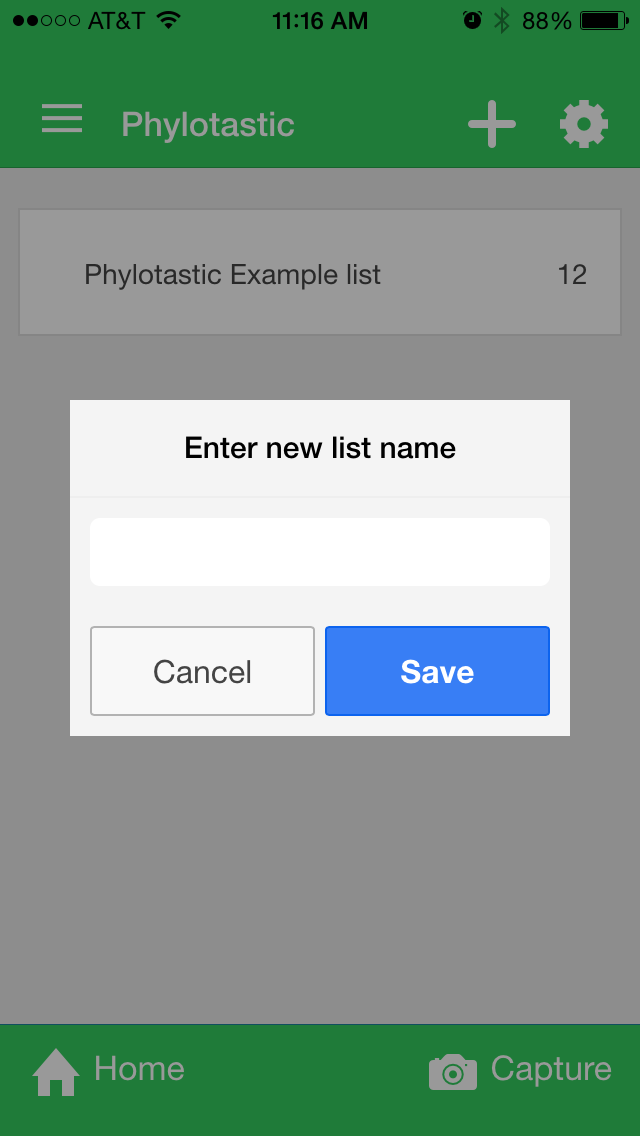 AT&T 11:16 AM 88%
Phylotastic
Phylotastic Example list 12
Enter new list name
Cancel Save
Home Capture